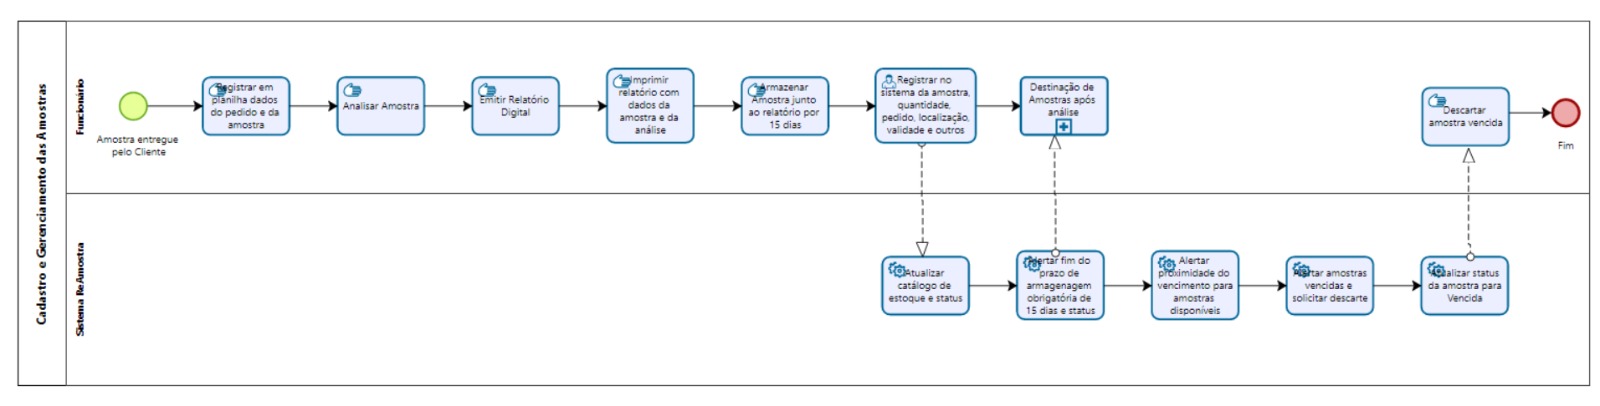 Cadastro e Gerenciamento das Amostras
Funcionário
Amostra entregue
pelo Cliente
Registrar em
planilha dados
do pedido e da
amostra
Analisar Amostra
Emitir Relatório
Digital
Imprimir
relatório com
dados da
amostra e da
análise
Armazenar
Amostra junto
ao relatório por
15 dias
Registrar no
sistema da amostra,
quantidade,
pedido, localização,
validade e outros
Destinação de
Amostras após
análise
Descartar
amostra vencida
Fim
Sistema ReAmostra
Atualizar
catálogo de
estoque e status
Alertar fim do
prazo de
armagenagem
obrigatória de
15 dias e status
Alertar
proximidade do
vencimento para
amostras
disponíveis
Alertar amostras
vencidas e
solicitar descarte
Atualizar status
da amostra para
Vencida